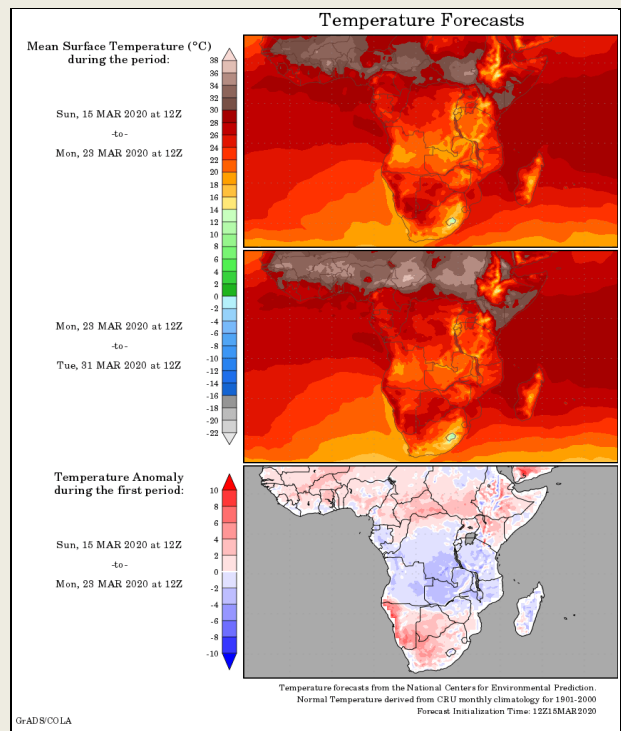 Temperature Forecasts
Mean Surface Temperature (°C)
during the period:
38
36
34
32
30
28
26
24
22
20
18
16
14
12
10
8
6
4
2
0
-2
-4
-6
-8
-10
-12
-14
-16
-18
-20
-22
Sun, 15 MAR 2020 at 12Z
-to-
Mon, 23 MAR 2020 at 12Z
Mon, 23 MAR 2020 at 12Z
-to-
Tue, 31 MAR 2020 at 12Z
Temperature Anomaly
during the first period:
10
8
6
4
2
0
-2
-4
-6
-8
-10
Sun, 15 MAR 2020 at 12Z
-to-
Mon, 23 MAR 2020 at 12Z
Temperature forecasts from the National Centers for Environmental Prediction.
Normal Temperature derived from CRU monthly climatology for 1901-2000
Forecast Initialization Time: 12Z15MAR2020
GrADS/COLA